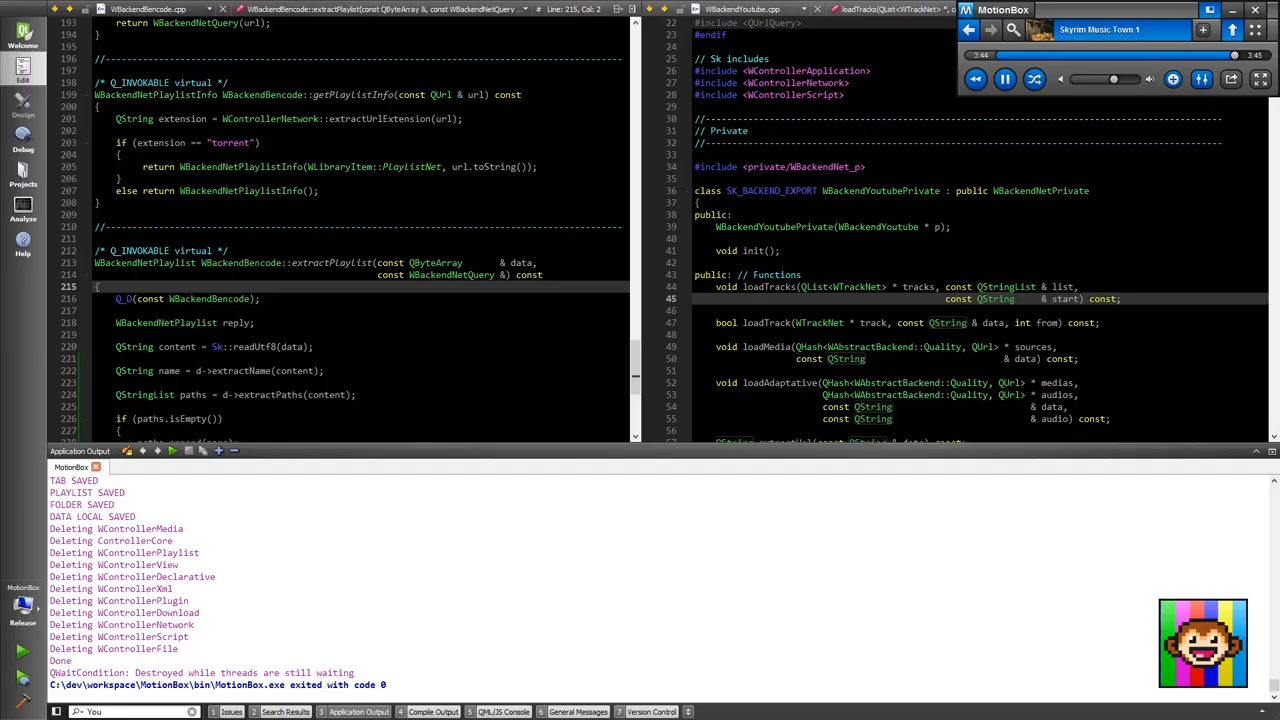 WBackendBencode.cpp
WBackendBencode::extractPlaylist(const QByteArray &, const WBackendNetQuery ...
Line: 215, Col: 2
WBackendYoutube.cpp
loadTracks(QList<WTrackNet> *,
MotionBox
Skyrim Music Town 1
3:44
3:45
Welcome
Edit
Design
Debug
Projects
Analyze
Help
193 return WBackendNetQuery(url);
194 }
195
196 //----------------------------------------------------------------
197
198 /* Q_INVOKABLE virtual */
199 WBackendNetPlaylistInfo WBackendBencode::getPlaylistInfo(const QUrl & url) const
200 {
201 QString extension = WControllerNetwork::extractUrlExtension(url);
202
203 if (extension == "torrent")
204 {
205 return WBackendNetPlaylistInfo(WLibraryItem::PlaylistNet, url.toString());
206 }
207 else return WBackendNetPlaylistInfo();
208 }
209
210 //----------------------------------------------------------------
211
212 /* Q_INVOKABLE virtual */
213 WBackendNetPlaylist WBackendBencode::extractPlaylist(const QByteArray & data,
214 const WBackendNetQuery &) const
215 {
216 Q_D(const WBackendBencode);
217
218 WBackendNetPlaylist reply;
219
220 QString content = Sk::readUtf8(data);
221
222 QString name = d->extractName(content);
223
224 QStringList paths = d->extractPaths(content);
225
226 if (paths.isEmpty())
227 {
22 #include <QUrlQuery>
23 #endif
24
25 // Sk includes
26 #include <WControllerApplication>
27 #include <WControllerNetwork>
28 #include <WControllerScript>
29
30 //----------------------------------------------------------------
31 // Private
32 //----------------------------------------------------------------
33
34 #include <private/WBackendNet_p>
35
36 class SK_BACKEND_EXPORT WBackendYoutubePrivate : public WBackendNetPrivate
37 {
38 public:
39 WBackendYoutubePrivate(WBackendYoutube * p);
40
41 void init();
42
43 public: // Functions
44 void loadTracks(QList<WTrackNet> * tracks, const QStringList & list,
45 const QString & start) const;
46
47 bool loadTrack(WTrackNet * track, const QString & data, int from) const;
48
49 void loadMedia(QHash<WAbstractBackend::Quality, QUrl> * sources,
50 const QString & data) const;
51
52 void loadAdaptative(QHash<WAbstractBackend::Quality, QUrl> * medias,
53 QHash<WAbstractBackend::Quality, QUrl> * audios,
54 const QString & data,
55 const QString & audio) const;
56
Application Output
MotionBox
TAB SAVED
PLAYLIST SAVED
FOLDER SAVED
DATA LOCAL SAVED
Deleting WControllerMedia
Deleting ControllerCore
Deleting WControllerPlaylist
Deleting WControllerView
Deleting WControllerDeclarative
Deleting WControllerXml
Deleting WControllerPlugin
Deleting WControllerDownload
Deleting WControllerNetwork
Deleting WControllerScript
Deleting WControllerFile
Done
QWaitCondition: Destroyed while threads are still waiting
C:\dev\workspace\MotionBox\bin\MotionBox.exe exited with code 0
MotionBox
Release
You
1 Issues
2 Search Results
3 Application Output
4 Compile Output
5 QML/JS Console
6 General Messages
7 Version Control